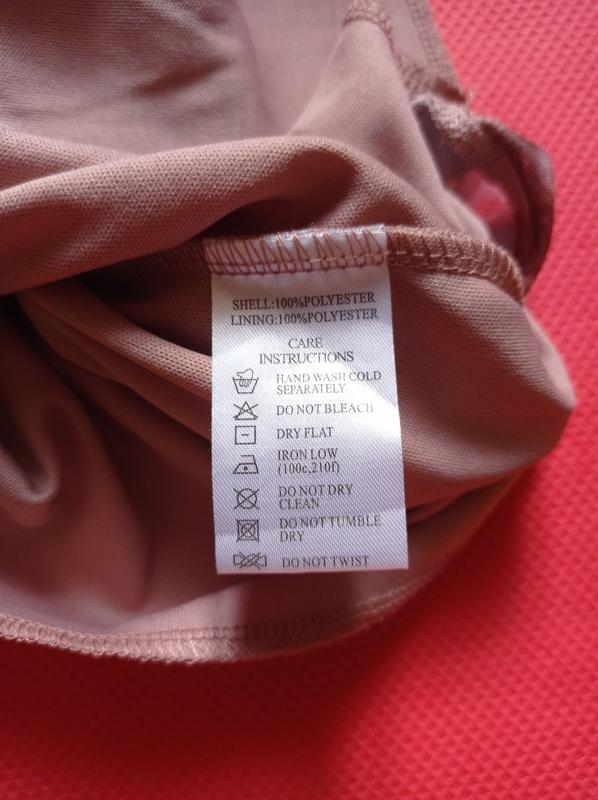 SHELL:100%POLYESTER
LINING:100%POLYESTER
CARE
INSTRUCTIONS
HAND WASH COLD
SEPARATELY
DO NOT BLEACH
DRY FLAT
IRON LOW
(100c,210f)
DO NOT DRY
CLEAN
DO NOT TUMBLE
DRY
DO NOT TWIST